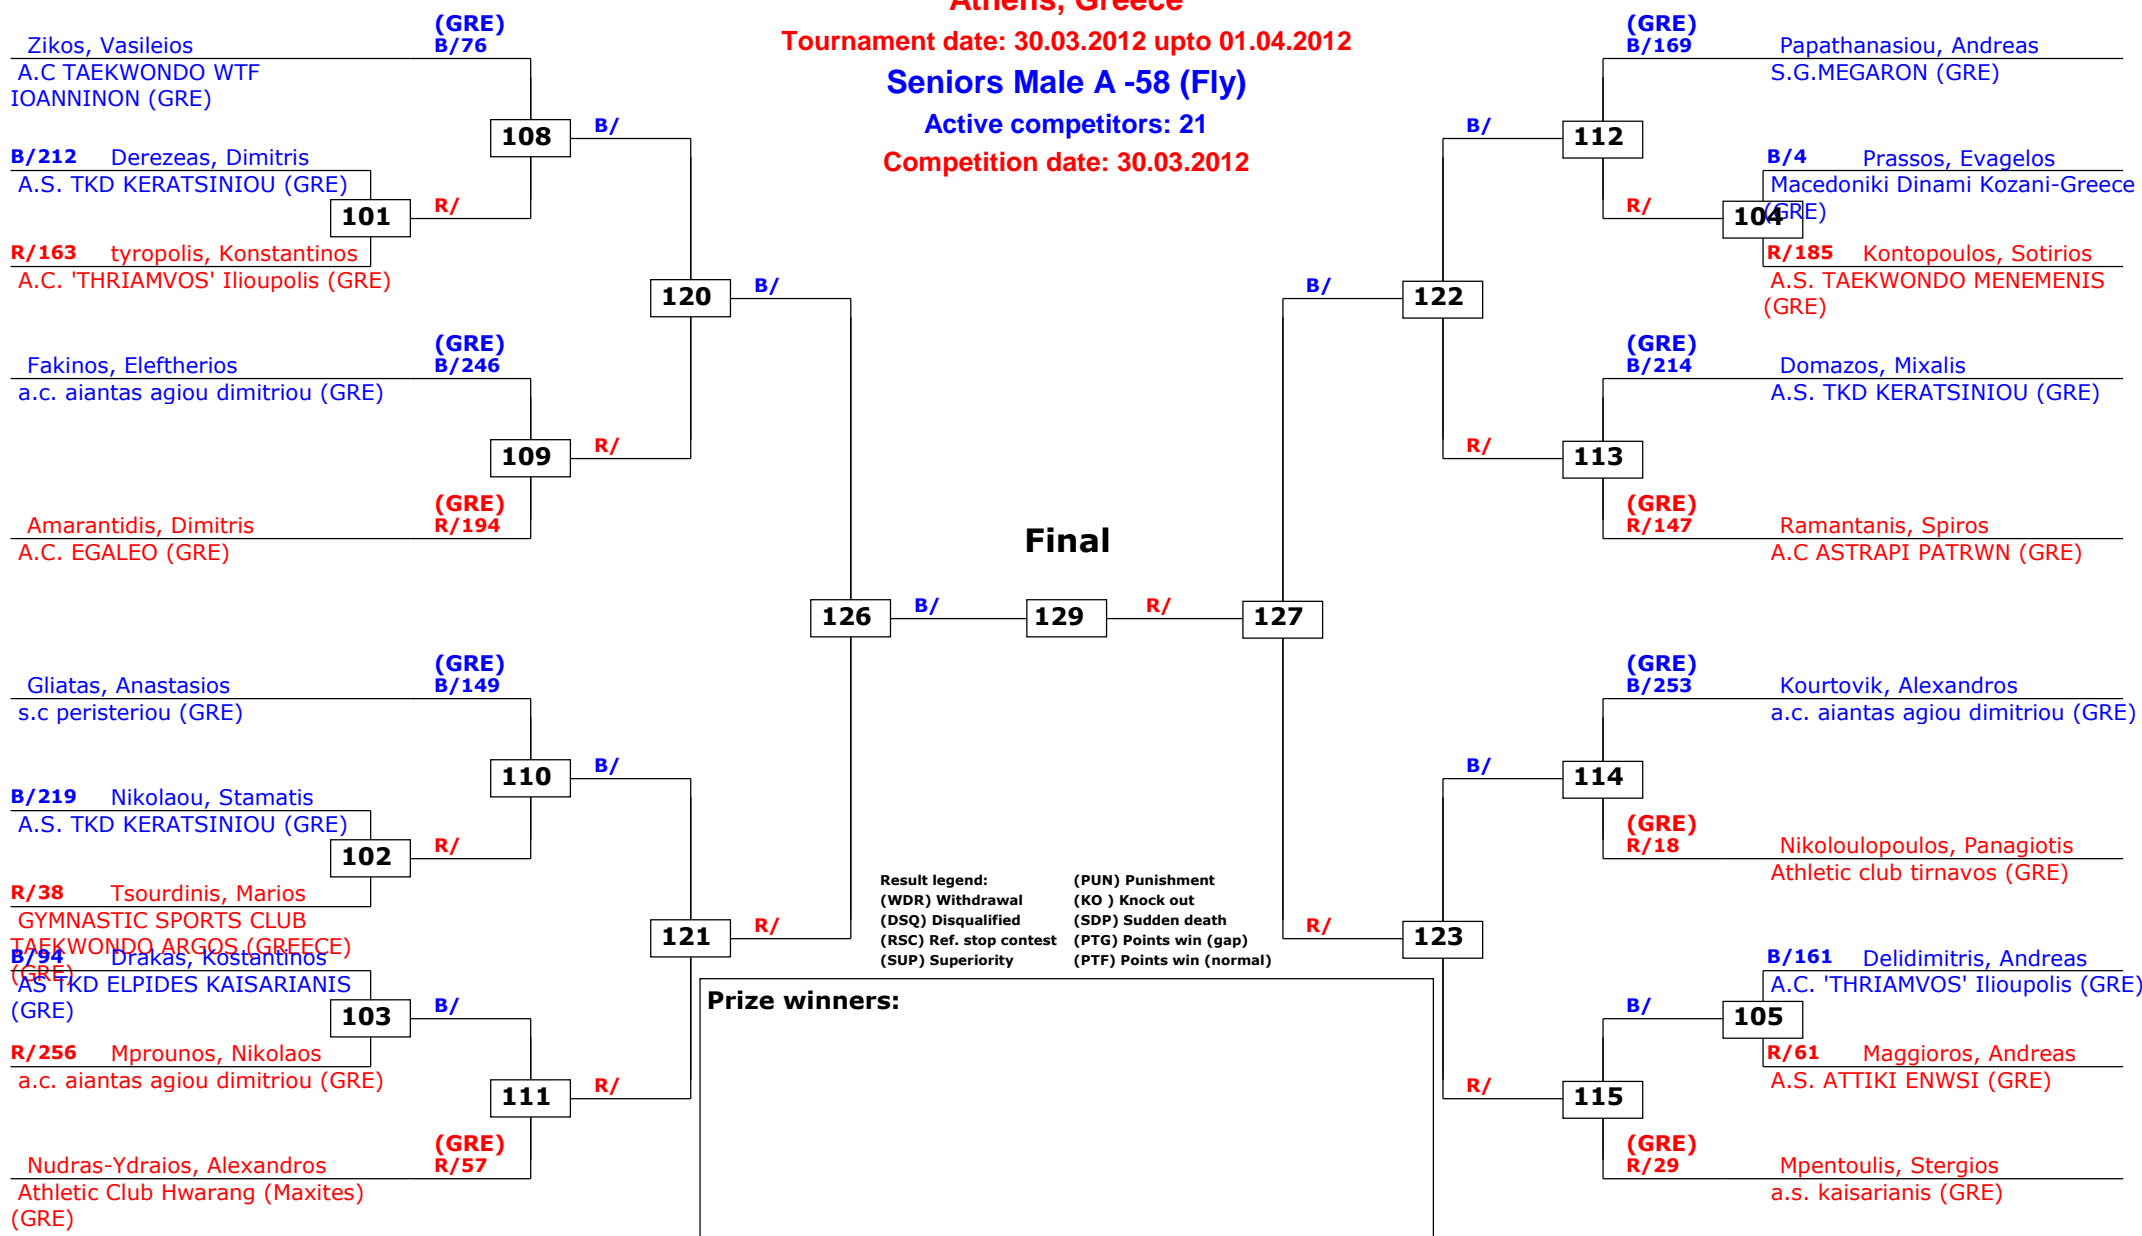 Athens, Greece
Tournament date: 30.03.2012 upto 01.04.2012
Seniors Male A -58 (Fly)
Active competitors: 21
Competition date: 30.03.2012
(GRE)
Zikos, Vasileios B/76
A.C TAEKWONDO WTF
IOANNINON (GRE)
108 B/
B/212 Derezeas, Dimitris
A.S. TKD KERATSINIOU (GRE)
101 R/
R/163 tyropolis, Konstantinos
A.C. 'THRIAMVOS' Ilioupolis (GRE)
120 B/
(GRE)
Fakinos, Eleftherios B/246
a.c. aiantas agiou dimitriou (GRE)
109 R/
(GRE)
Amarantidis, Dimitris R/194
A.C. EGALEO (GRE)
126 B/
(GRE)
Gliatas, Anastasios B/149
s.c peristeriou (GRE)
110 B/
B/219 Nikolaou, Stamatis
A.S. TKD KERATSINIOU (GRE)
102 R/
R/38 Tsourdinis, Marios
GYMNASTIC SPORTS CLUB
TAEKWONDO ARGOS (GREECE)
(GRE)
121 R/
B/94 Drakas, Kostantinos
AS TKD ELPIDES KAISARIANIS
(GRE)
103 B/
R/256 Mprounos, Nikolaos
a.c. aiantas agiou dimitriou (GRE)
111 R/
(GRE)
Nudras-Ydraios, Alexandros R/57
Athletic Club Hwarang (Maxites)
(GRE)
Final
129
(GRE)
B/169 Papathanasiou, Andreas
S.G.MEGARON (GRE)
B/ 112
B/4 Prassos, Evagelos
Macedoniki Dinami Kozani-Greece
(GRE)
R/ 104
R/185 Kontopoulos, Sotirios
A.S. TAEKWONDO MENEMENIS
(GRE)
B/ 122
(GRE)
B/214 Domazos, Mixalis
A.S. TKD KERATSINIOU (GRE)
R/ 113
(GRE)
R/147 Ramantanis, Spiros
A.C ASTRAPI PATRWN (GRE)
R/ 127
(GRE)
B/253 Kourtovik, Alexandros
a.c. aiantas agiou dimitriou (GRE)
B/ 114
(GRE)
R/18 Nikoloulopoulos, Panagiotis
Athletic club tirnavos (GRE)
R/ 123
B/161 Delidimitris, Andreas
A.C. 'THRIAMVOS' Ilioupolis (GRE)
B/ 105
R/61 Maggioros, Andreas
A.S. ATTIKI ENWSI (GRE)
R/ 115
(GRE)
R/29 Mpentoulis, Stergios
a.s. kaisarianis (GRE)
Result legend: (PUN) Punishment
(WDR) Withdrawal (KO ) Knock out
(DSQ) Disqualified (SDP) Sudden death
(RSC) Ref. stop contest (PTG) Points win (gap)
(SUP) Superiority (PTF) Points win (normal)
Prize winners: